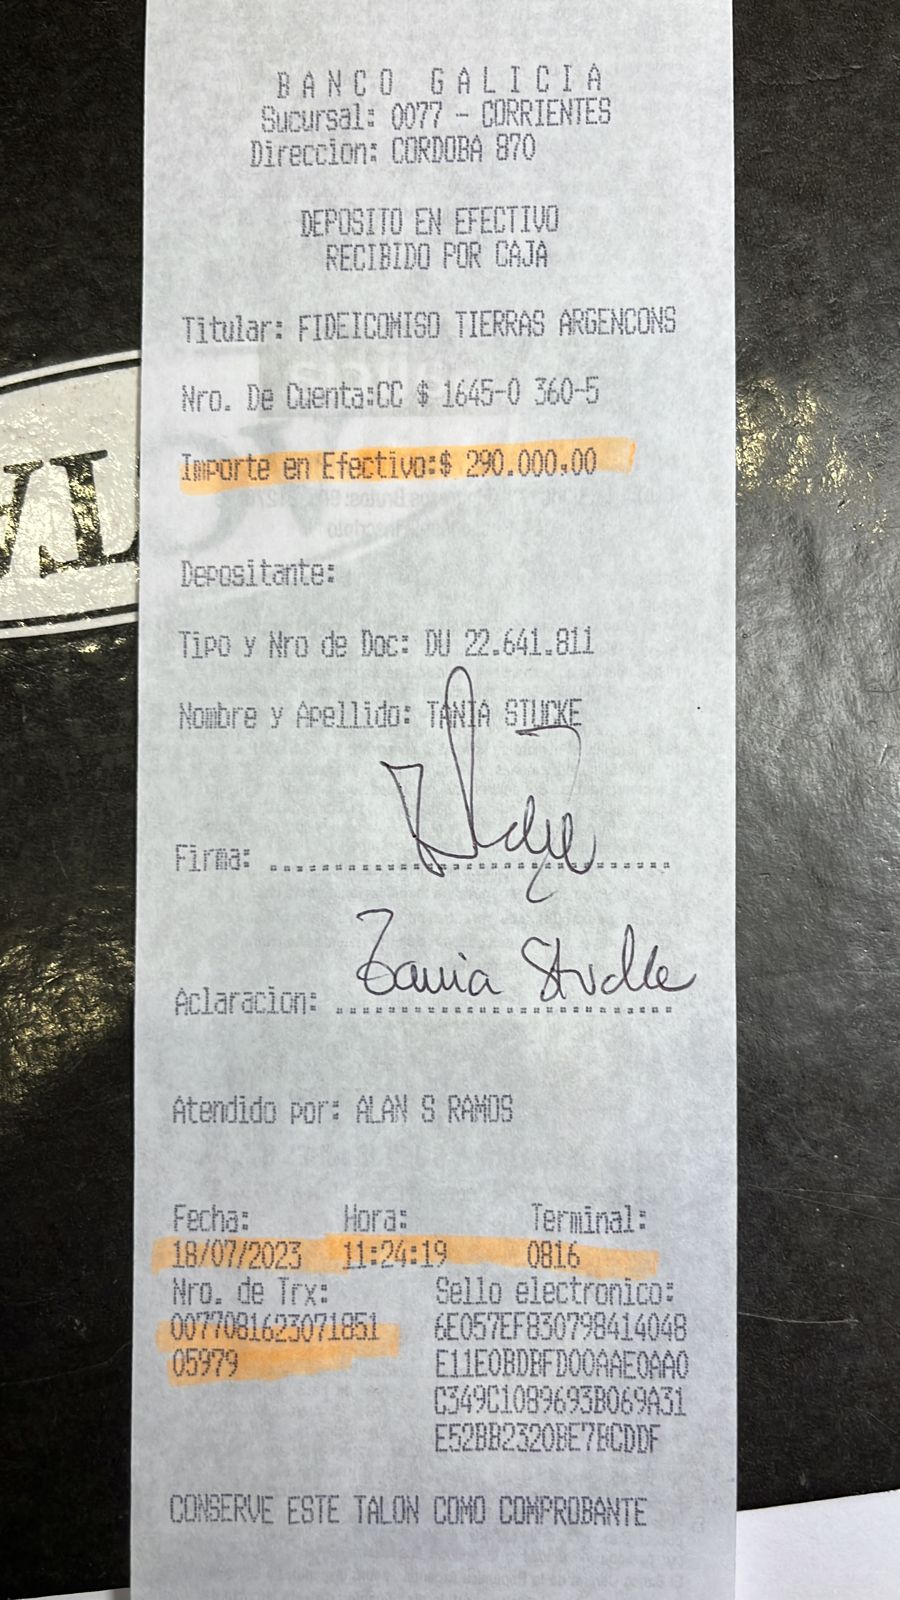 BANCO GALICIA
Sucursal: 0077 - CORRIENTES
Direccion: CORDOBA 870
DEPOSITO EN EFECTIVO
RECIBIDO POR CAJA
Titular: FIDEICOMISO TIERRAS ARGENCONS
Nro. De Cuenta:CC $ 1645-0 360-5
Importe en Efectivo:$ 290.000,00
Depositante:
Tipo y Nro de Doc: DU 22.641.811
Nombre y Apellido: TANIA STUCKE
Firma:
Aclaracion: Tania Stucke
Atendido por: ALAN S RAMOS
Fecha: Hora: Terminal:
18/07/2023 11:24:19 0816
Nro. de Trx: Sello electronico:
0077081623071851 6E057EF830798414048
05979 E11E0BDBFD00AAE0AA0
C349C1089693B069A31
E52BB2320BE7BCDDF
CONSERVE ESTE TALON COMO COMPROBANTE